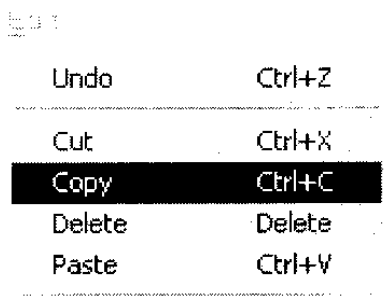 Undo Ctrl+Z
Cut Ctrl+X
Copy Ctrl+C
Delete Delete
Paste Ctrl+V